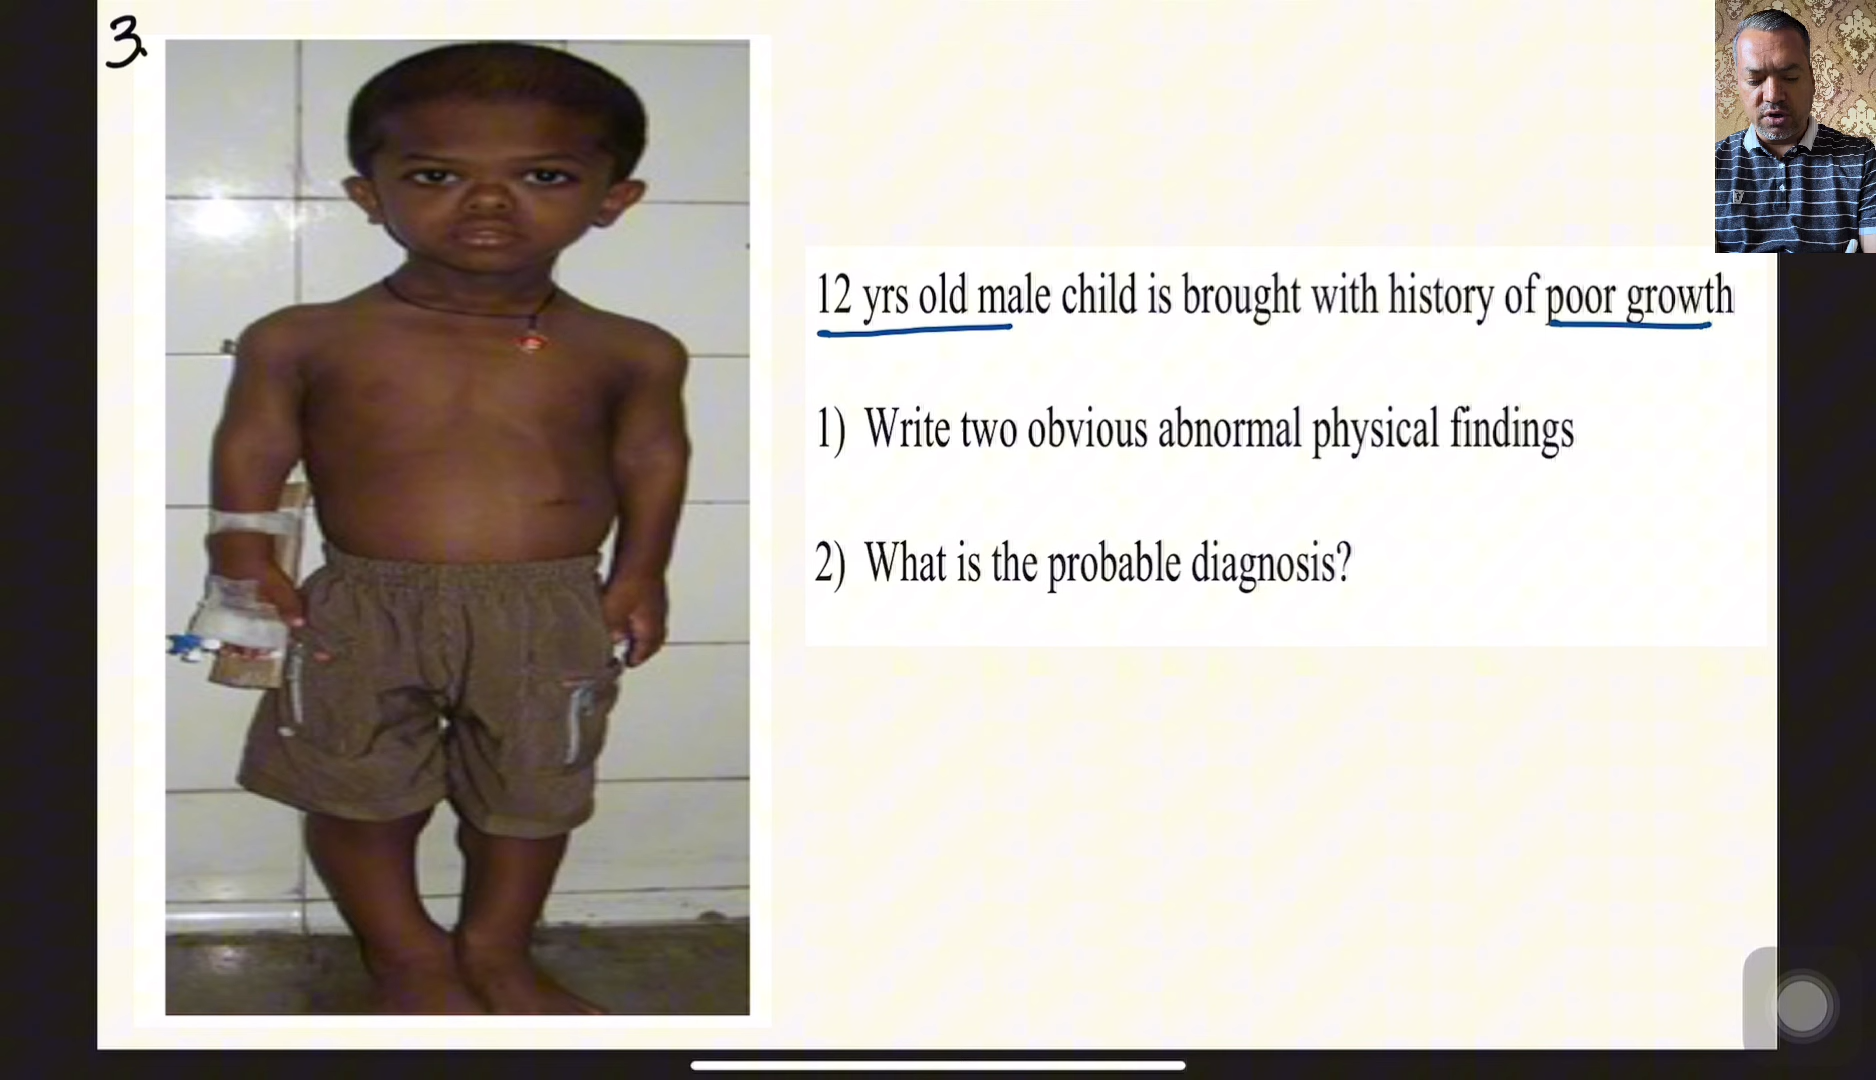 3.
12 yrs old male child is brought with history of poor growth
1) Write two obvious abnormal physical findings
2) What is the probable diagnosis?